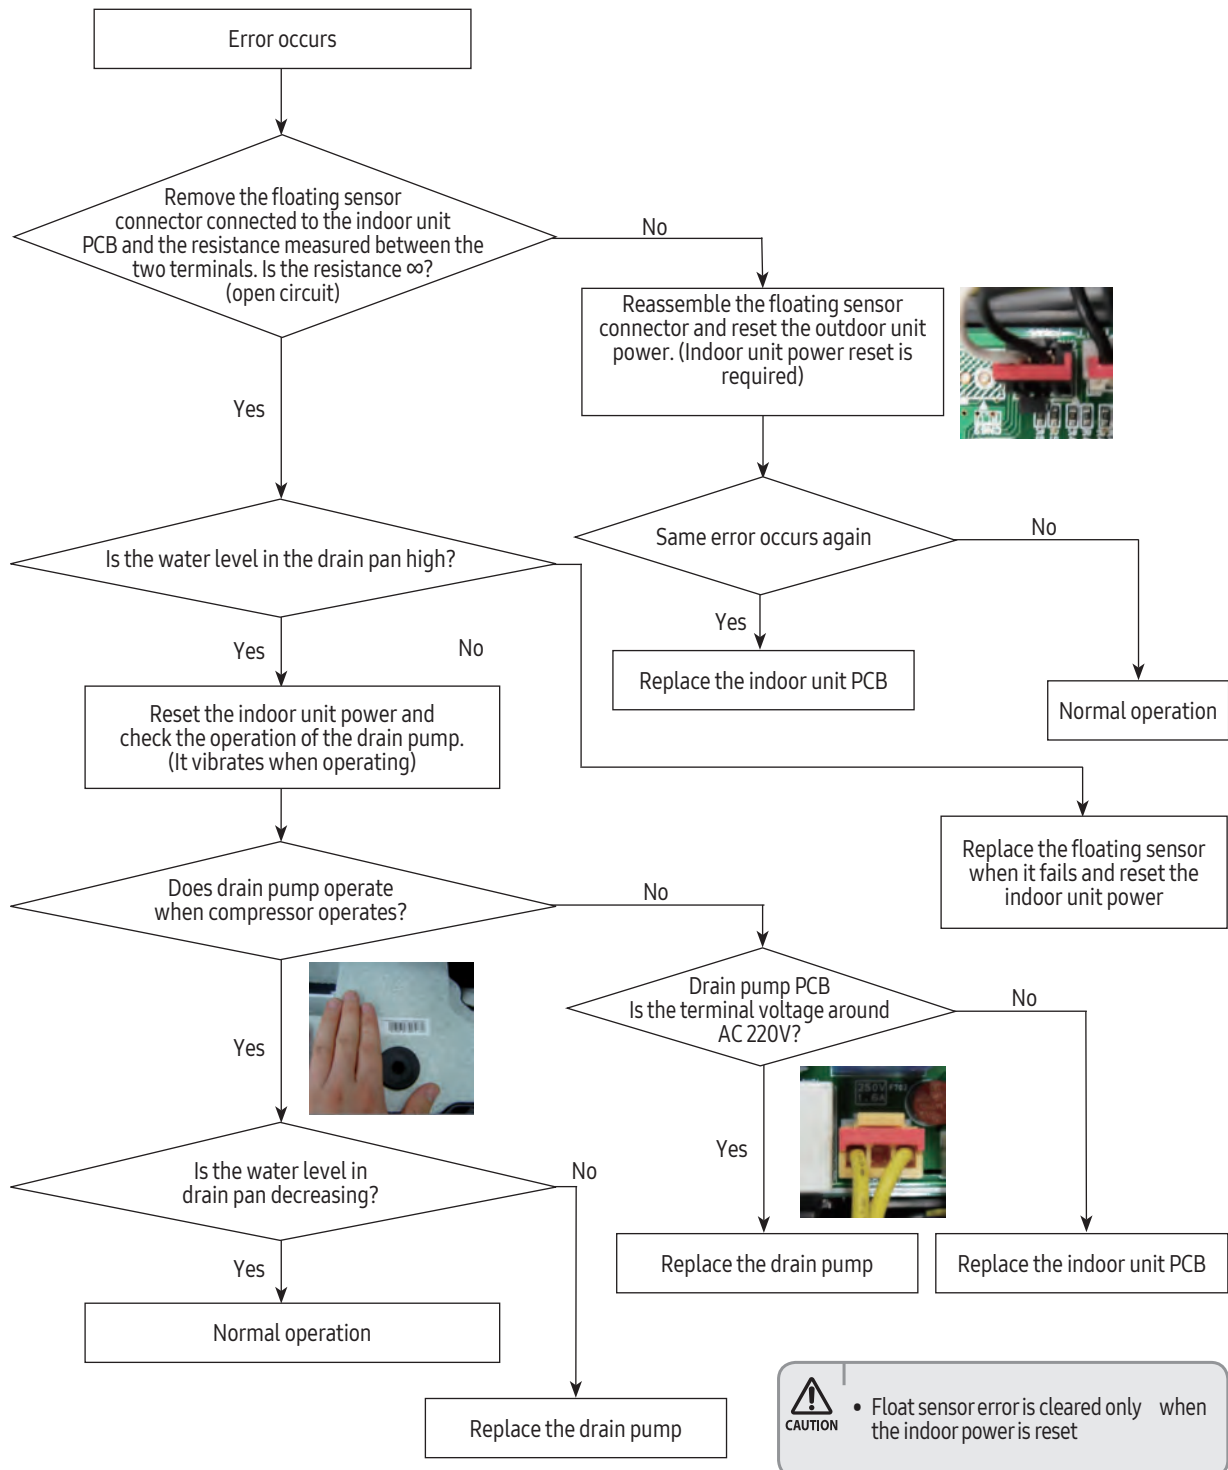 Error occurs
Remove the floating sensor
connector connected to the indoor unit
PCB and the resistance measured between the
two terminals. Is the resistance ∞?
(open circuit)
No
Reassemble the floating sensor
connector and reset the outdoor unit
power. (Indoor unit power reset is
required)
Yes
Same error occurs again
No
Is the water level in the drain pan high?
Yes
Yes
No
Replace the indoor unit PCB
Normal operation
Reset the indoor unit power and
check the operation of the drain pump.
(It vibrates when operating)
Replace the floating sensor
when it fails and reset the
indoor unit power
Does drain pump operate
when compressor operates?
No
Drain pump PCB
Is the terminal voltage around
AC 220V?
No
Yes
250V
1.6A
Yes
Is the water level in
drain pan decreasing?
No
Replace the drain pump
Replace the indoor unit PCB
Yes
Normal operation
Replace the drain pump
CAUTION
• Float sensor error is cleared only when
the indoor power is reset